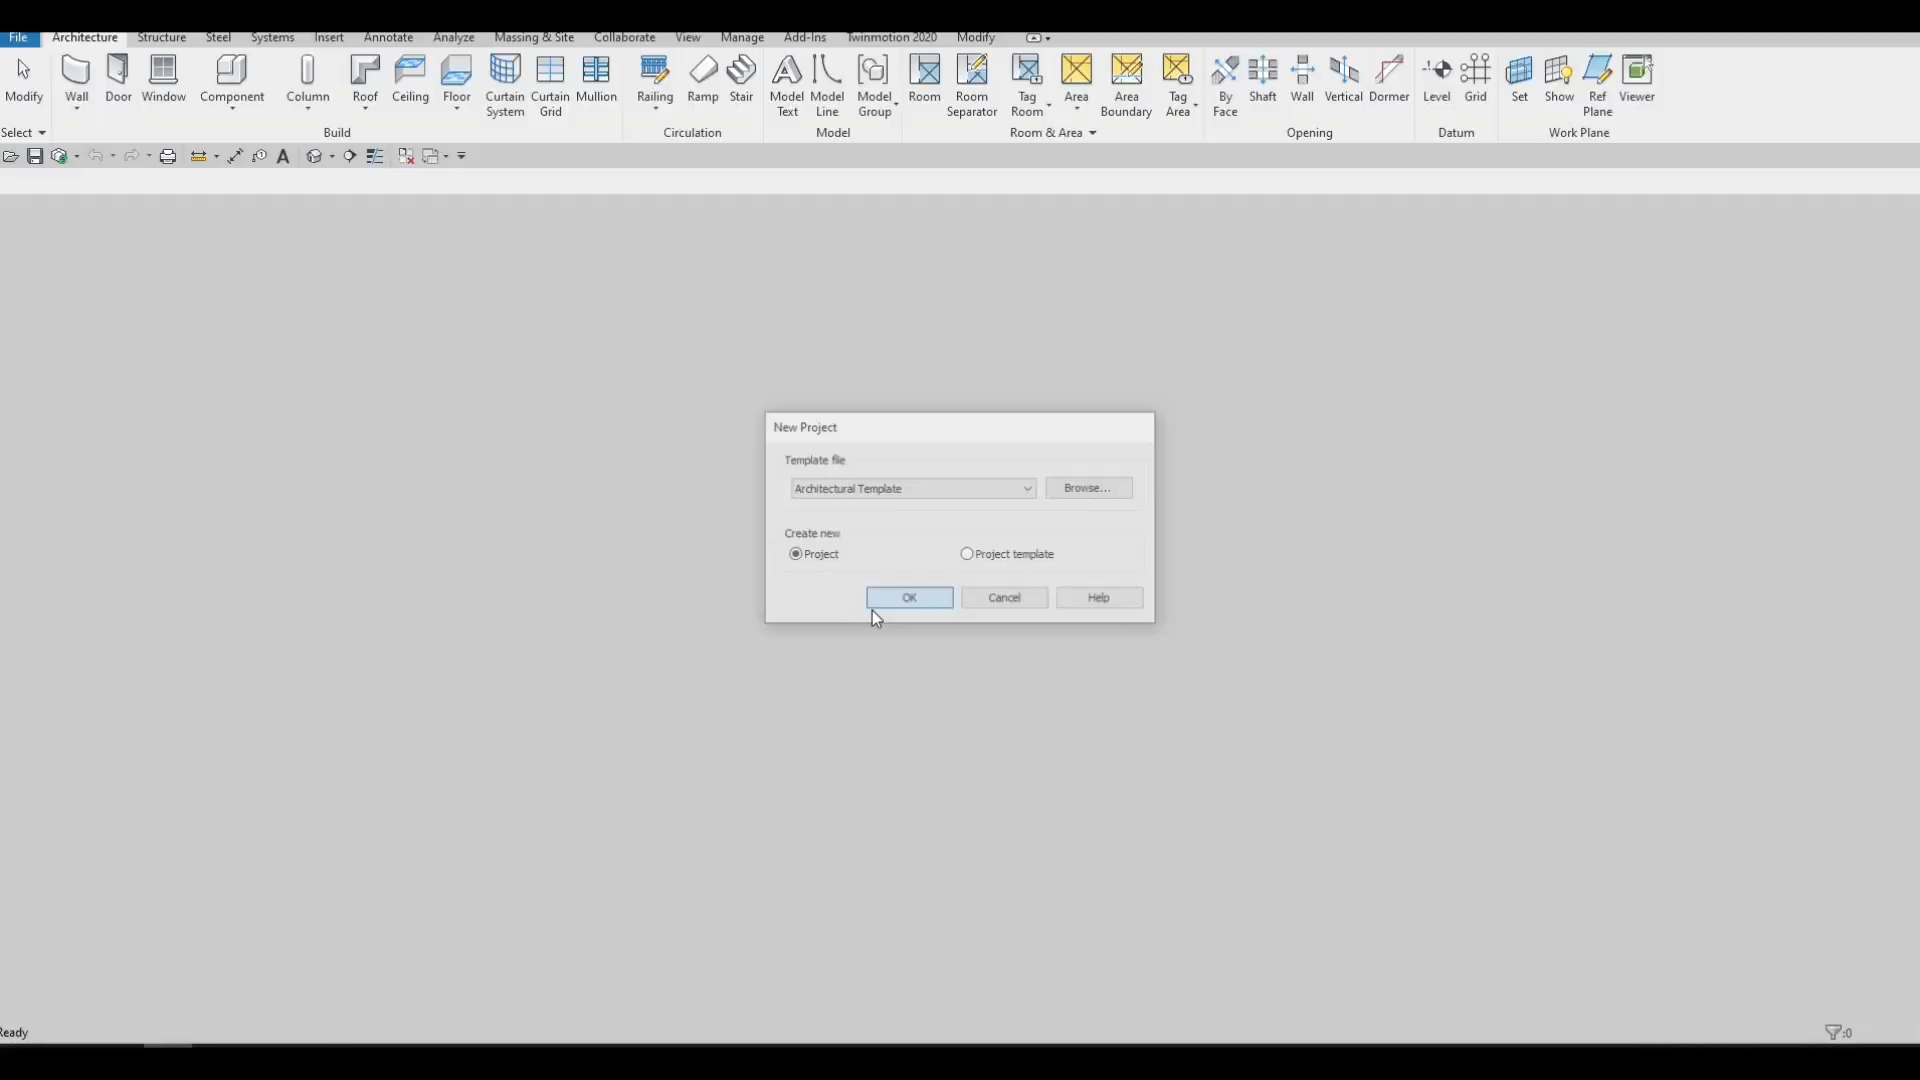 File Architecture Structure Steel Systems Insert Annotate Analyze Massing & Site Collaborate View Manage Add-Ins Twinmotion 2020 Modify
Modify Wall Door Window Component Column Roof Ceiling Floor Curtain System Curtain Grid Mullion Railing Ramp Stair Model Text Model Line Model Group Room Room Separator Tag Room Area Area Boundary Tag Area By Face Shaft Wall Vertical Dormer Level Grid Set Show Ref Plane Viewer
Select Build Circulation Model Room & Area Opening Datum Work Plane
New Project
Template file
Architectural Template Browse...
Create new
Project Project template
OK Cancel Help
Ready :0